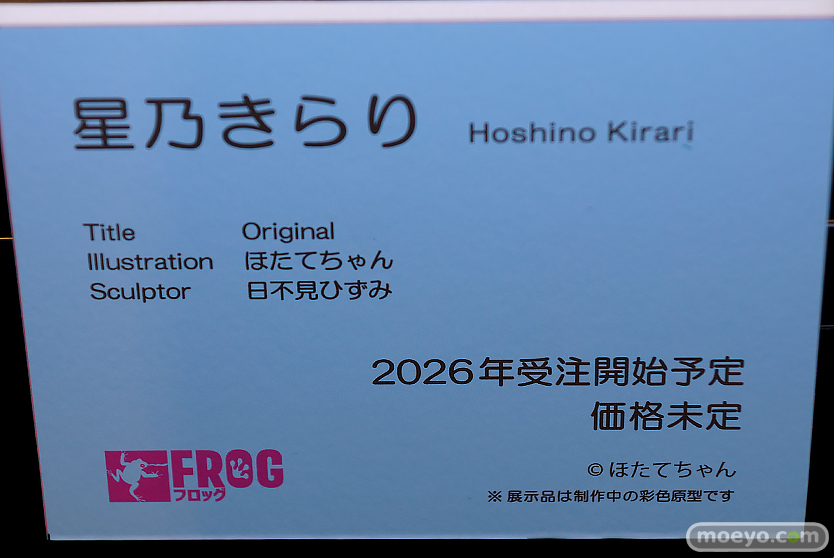 星乃きらり Hoshino Kirari
Title Original
Illustration ほたてちゃん
Sculptor 日不見ひずみ
2026年受注開始予定
価格未定
FROG
フロッグ
©ほたてちゃん
※展示品は制作中の彩色原型です
moeyo.com